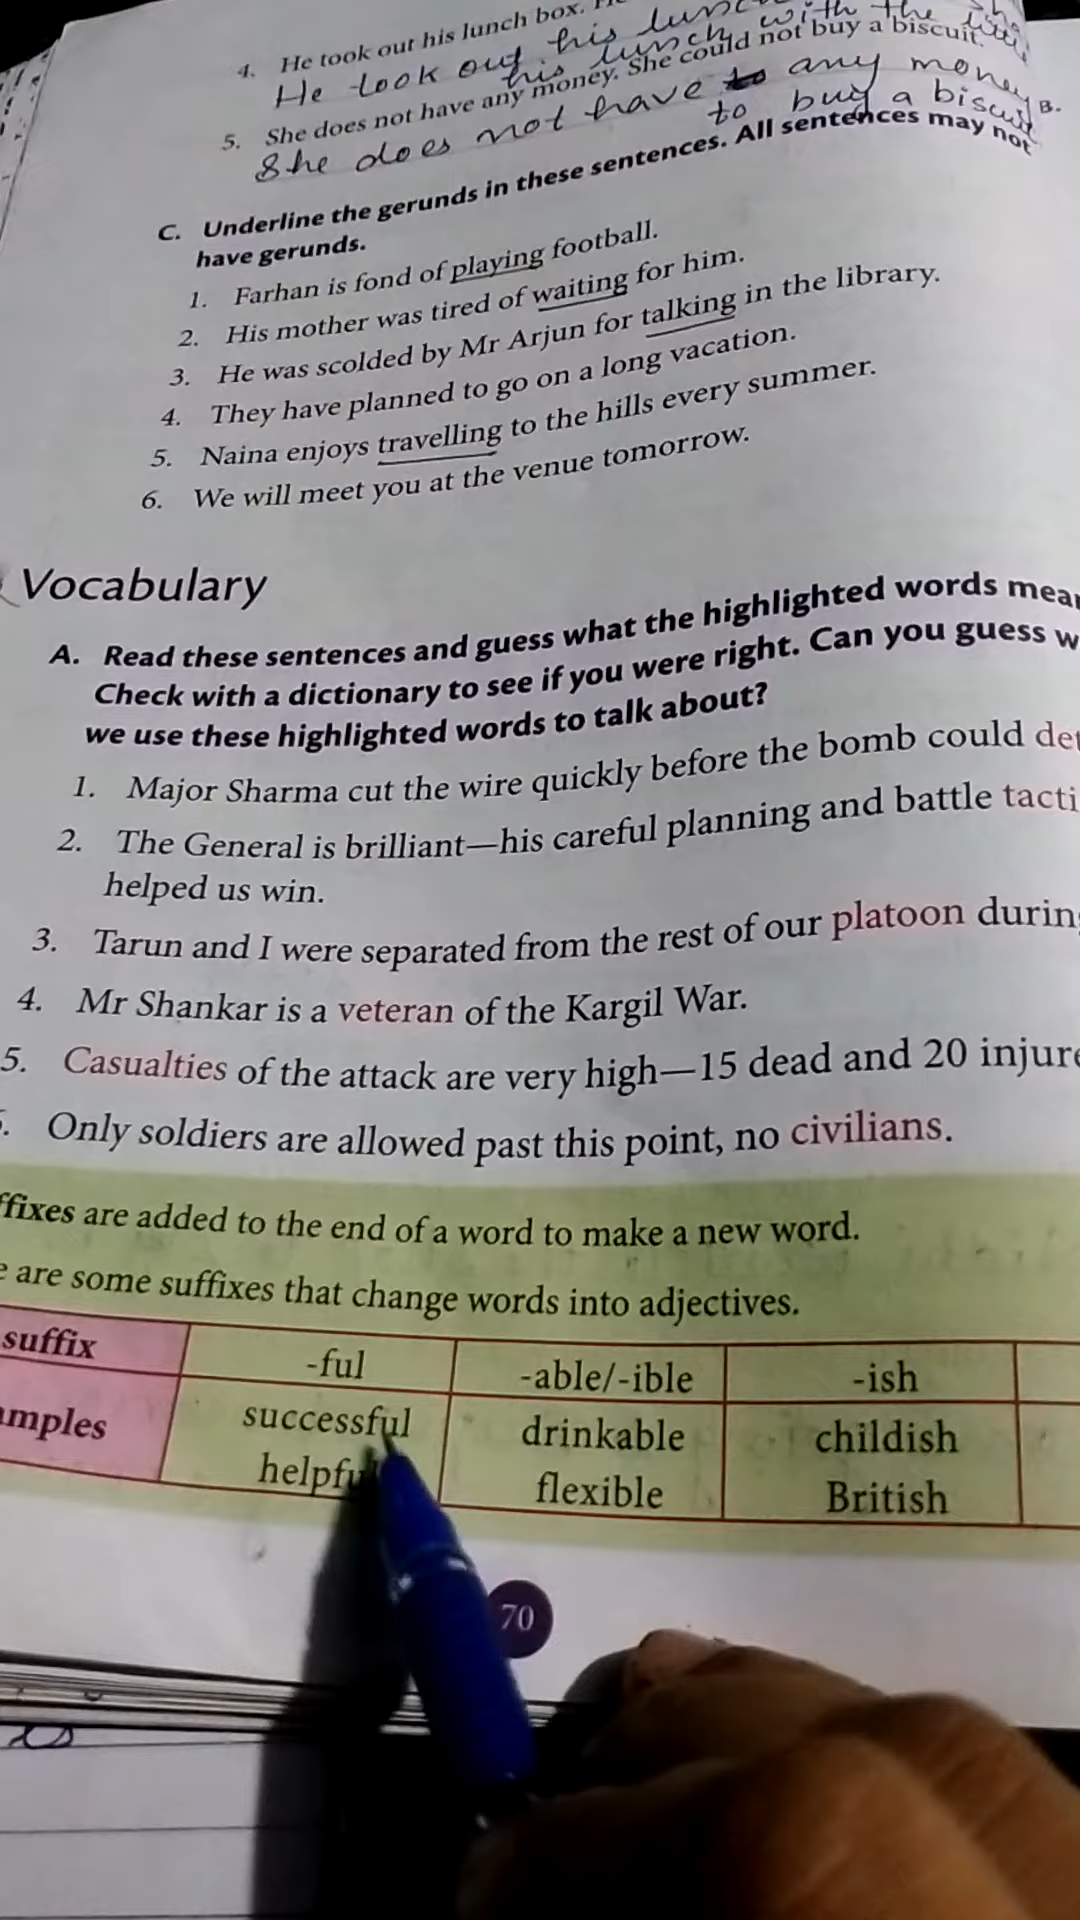 4. He took out his lunch box.
He took out his lunch with the
his lunch
5. She does not have any money. She could not buy a biscuit.
She does not have to any money
to buy a biscuit
B.
C. Underline the gerunds in these sentences. All sentences may not
have gerunds.
1. Farhan is fond of playing football.
2. His mother was tired of waiting for him.
3. He was scolded by Mr Arjun for talking in the library.
4. They have planned to go on a long vacation.
5. Naina enjoys travelling to the hills every summer.
6. We will meet you at the venue tomorrow.
Vocabulary
A. Read these sentences and guess what the highlighted words
Check with a dictionary to see if you were right. Can you guess
we use these highlighted words to talk about?
1. Major Sharma cut the wire quickly before the bomb could
2. The General is brilliant—his careful planning and battle
helped us win.
3. Tarun and I were separated from the rest of our platoon
4. Mr Shankar is a veteran of the Kargil War.
5. Casualties of the attack are very high—15 dead and 20
Only soldiers are allowed past this point, no civilians.
are added to the end of a word to make a new word.
are some suffixes that change words into adjectives.
suffix -ful -able/-ible -ish
successful drinkable childish
flexible British
70